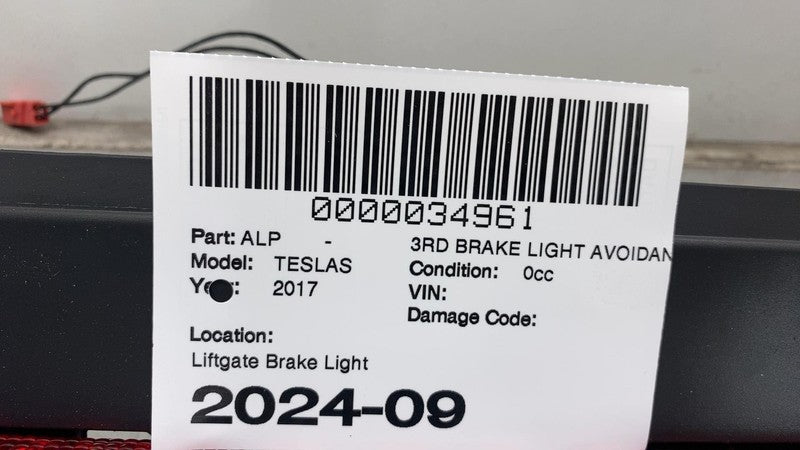 0000034961
Part: ALP - 3RD BRAKE LIGHT AVOIDAN
Model: TESLAS Condition: 0cc
2017 VIN:
Damage Code:
Location:
Liftgate Brake Light
2024-09